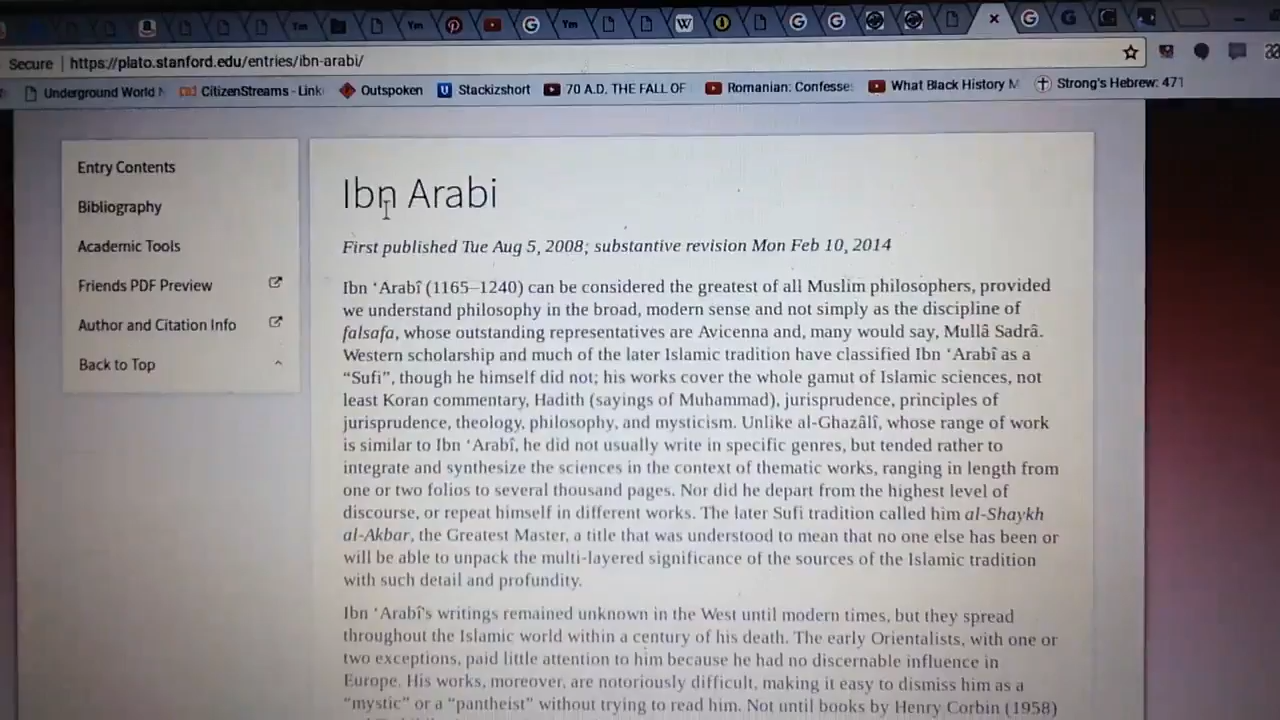 Ym
Ym
Ym
W
Secure | https://plato.stanford.edu/entries/ibn-arabi/
Underground World
CitizenStreams - Link
Outspoken
Stackizshort
70 A.D. THE FALL OF
Romanian: Confesse
What Black History M
Strong's Hebrew: 471
Entry Contents
Bibliography
Academic Tools
Friends PDF Preview
Author and Citation Info
Back to Top
Ibn Arabi
First published Tue Aug 5, 2008; substantive revision Mon Feb 10, 2014
Ibn ‘Arabî (1165–1240) can be considered the greatest of all Muslim philosophers, provided
we understand philosophy in the broad, modern sense and not simply as the discipline of
falsafa, whose outstanding representatives are Avicenna and, many would say, Mullâ Sadrâ.
Western scholarship and much of the later Islamic tradition have classified Ibn ‘Arabî as a
“Sufi”, though he himself did not; his works cover the whole gamut of Islamic sciences, not
least Koran commentary, Hadith (sayings of Muhammad), jurisprudence, principles of
jurisprudence, theology, philosophy, and mysticism. Unlike al-Ghazâlî, whose range of work
is similar to Ibn ‘Arabî, he did not usually write in specific genres, but tended rather to
integrate and synthesize the sciences in the context of thematic works, ranging in length from
one or two folios to several thousand pages. Nor did he depart from the highest level of
discourse, or repeat himself in different works. The later Sufi tradition called him al-Shaykh
al-Akbar, the Greatest Master, a title that was understood to mean that no one else has been or
will be able to unpack the multi-layered significance of the sources of the Islamic tradition
with such detail and profundity.
Ibn ‘Arabî's writings remained unknown in the West until modern times, but they spread
throughout the Islamic world within a century of his death. The early Orientalists, with one or
two exceptions, paid little attention to him because he had no discernable influence in
Europe. His works, moreover, are notoriously difficult, making it easy to dismiss him as a
“mystic” or a “pantheist” without trying to read him. Not until books by Henry Corbin (1958)